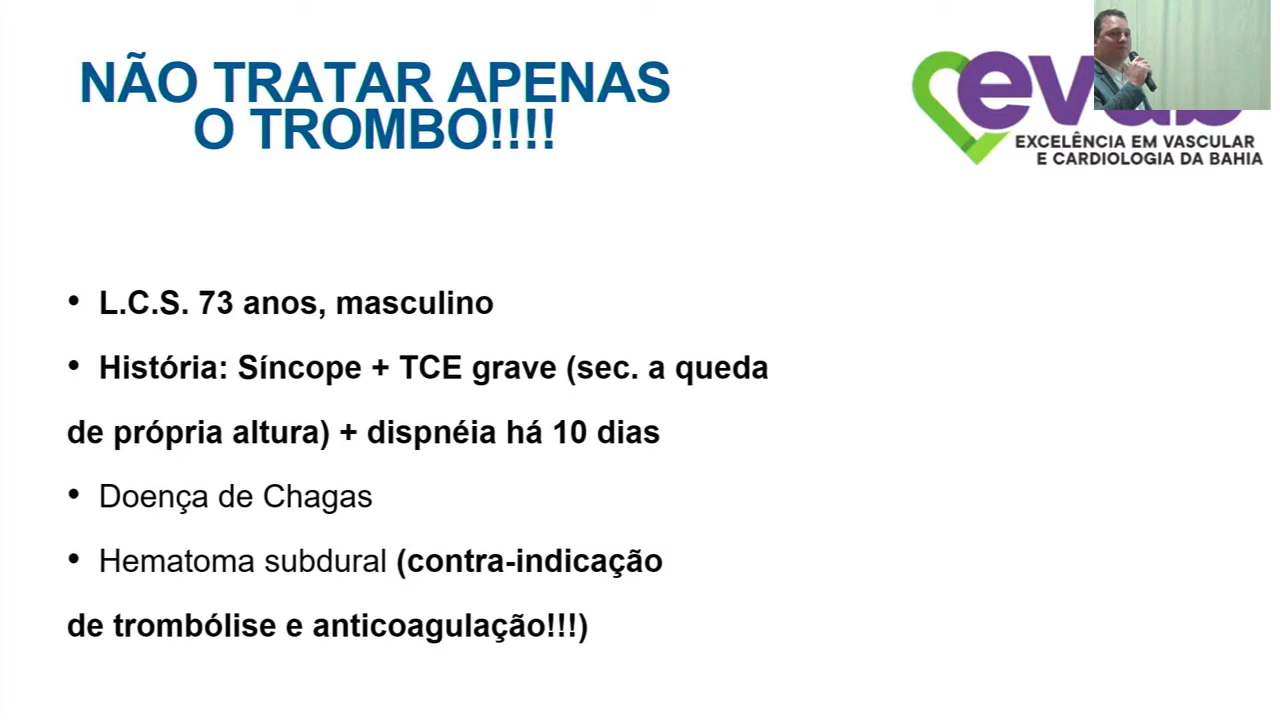 NÃO TRATAR APENAS
O TROMBO!!!!
EXCELÊNCIA EM VASCULAR
E CARDIOLOGIA DA BAHIA
• L.C.S. 73 anos, masculino
• História: Síncope + TCE grave (sec. a queda
de própria altura) + dispnéia há 10 dias
• Doença de Chagas
• Hematoma subdural (contra-indicação
de trombólise e anticoagulação!!!)